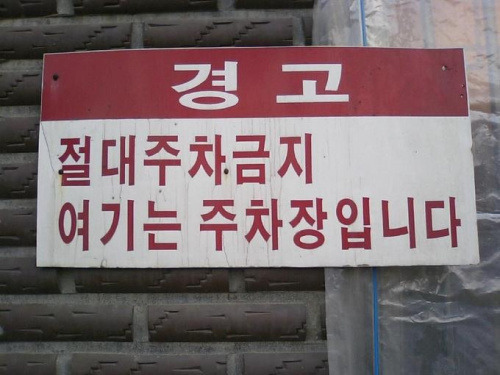 경고
절대주차금지
여기는 주차장입니다